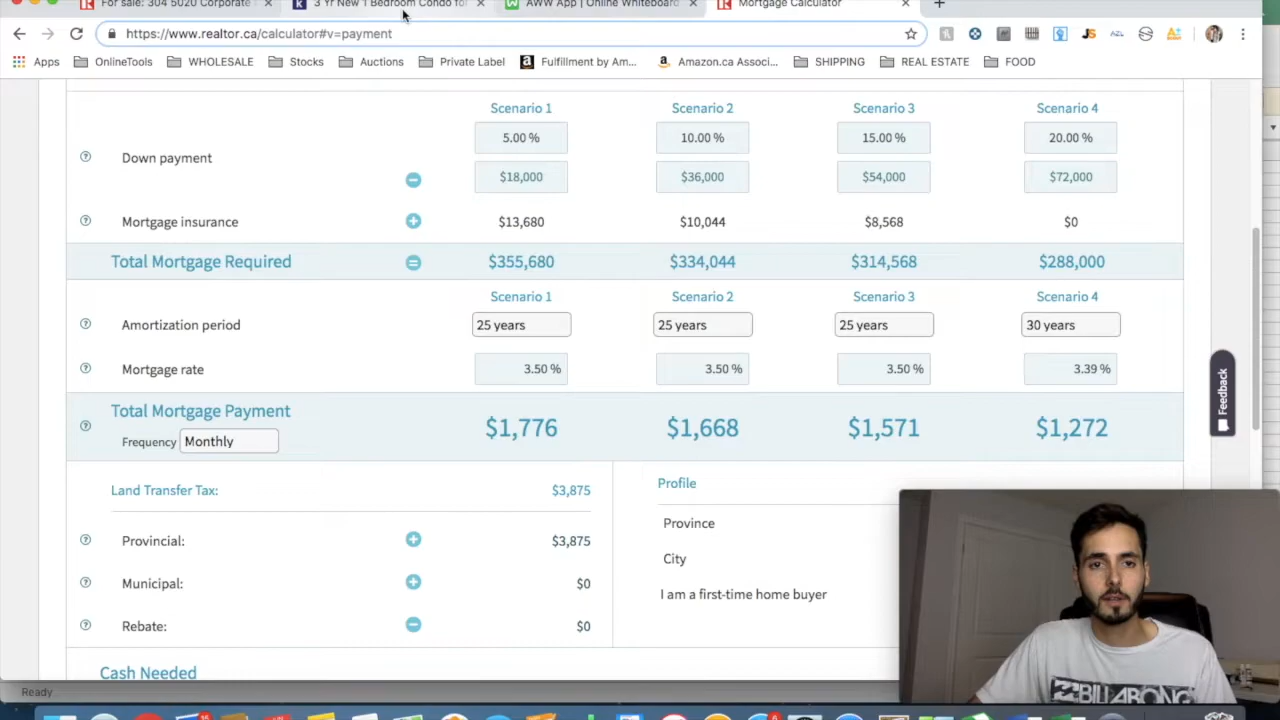 For sale: 304 5020 Corporate
3 Yr New 1 Bedroom Condo for
AWW App | Online Whiteboard
Mortgage Calculator
https://www.realtor.ca/calculator#v=payment
Apps OnlineTools WHOLESALE Stocks Auctions Private Label Fulfillment by Am... Amazon.ca Associ... SHIPPING REAL ESTATE FOOD
Scenario 1 Scenario 2 Scenario 3 Scenario 4
5.00 % 10.00 % 15.00 % 20.00 %
Down payment
$18,000 $36,000 $54,000 $72,000
Mortgage insurance $13,680 $10,044 $8,568 $0
Total Mortgage Required $355,680 $334,044 $314,568 $288,000
Scenario 1 Scenario 2 Scenario 3 Scenario 4
Amortization period 25 years 25 years 25 years 30 years
Mortgage rate 3.50 % 3.50 % 3.50 % 3.39 %
Total Mortgage Payment
Frequency Monthly
$1,776 $1,668 $1,571 $1,272
Land Transfer Tax: $3,875
Provincial: $3,875
Municipal: $0
Rebate: $0
Profile
Province
City
I am a first-time home buyer
Cash Needed
Feedback
Ready
BILLABONG